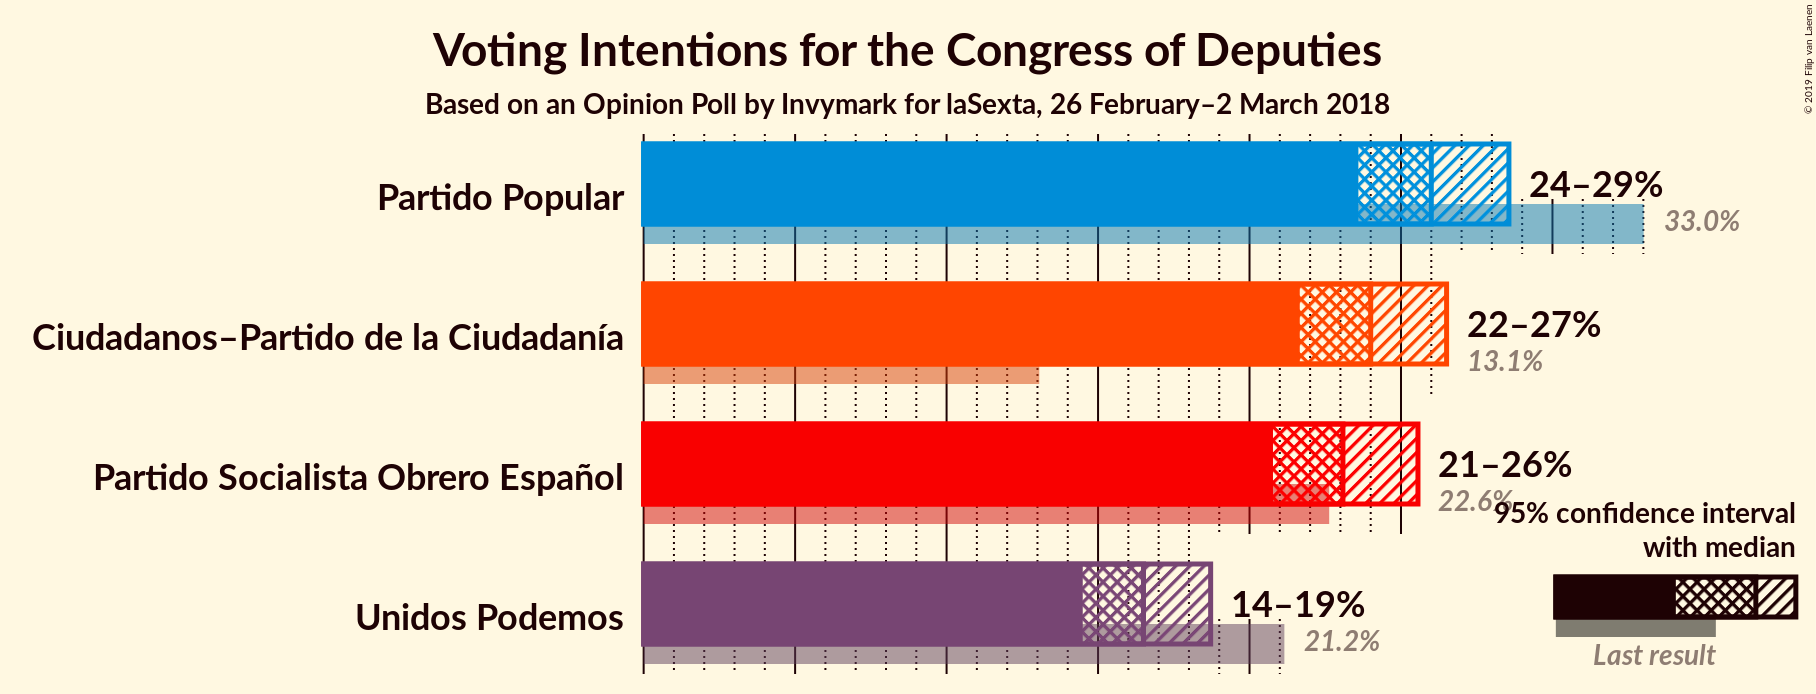 Voting Intentions for the Congress of Deputies
Based on an Opinion Poll by Invymark for laSexta, 26 February–2 March 2018
© 2019 Filip van Laenen
Partido Popular
24–29%
33.0%
Ciudadanos–Partido de la Ciudadanía
22–27%
13.1%
Partido Socialista Obrero Español
21–26%
22.6%
95% confidence interval
with median
Unidos Podemos
14–19%
21.2%
Last result